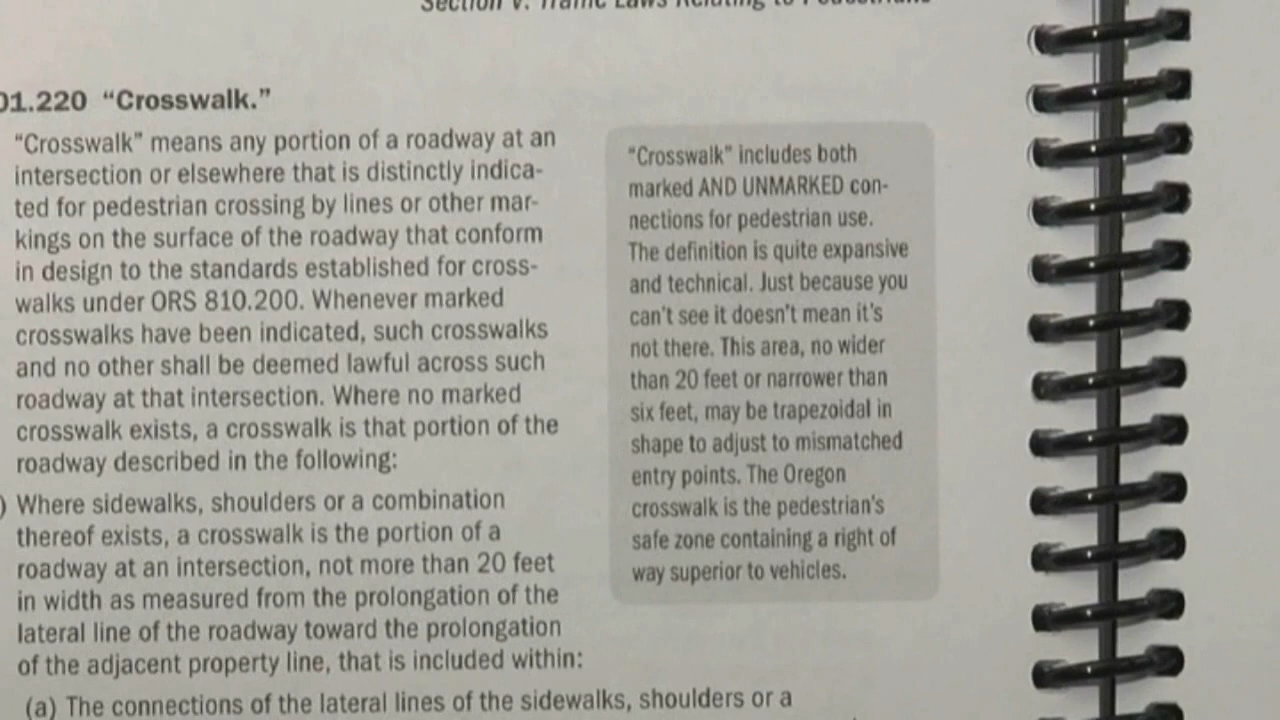 Section V. Traffic Laws Relating to Pedestrians
01.220 “Crosswalk.”
“Crosswalk” means any portion of a roadway at an
intersection or elsewhere that is distinctly indica-
ted for pedestrian crossing by lines or other mar-
kings on the surface of the roadway that conform
in design to the standards established for cross-
walks under ORS 810.200. Whenever marked
crosswalks have been indicated, such crosswalks
and no other shall be deemed lawful across such
roadway at that intersection. Where no marked
crosswalk exists, a crosswalk is that portion of the
roadway described in the following:
) Where sidewalks, shoulders or a combination
thereof exists, a crosswalk is the portion of a
roadway at an intersection, not more than 20 feet
in width as measured from the prolongation of the
lateral line of the roadway toward the prolongation
of the adjacent property line, that is included within:
(a) The connections of the lateral lines of the sidewalks, shoulders or a
“Crosswalk” includes both
marked AND UNMARKED con-
nections for pedestrian use.
The definition is quite expansive
and technical. Just because you
can’t see it doesn’t mean it’s
not there. This area, no wider
than 20 feet or narrower than
six feet, may be trapezoidal in
shape to adjust to mismatched
entry points. The Oregon
crosswalk is the pedestrian’s
safe zone containing a right of
way superior to vehicles.